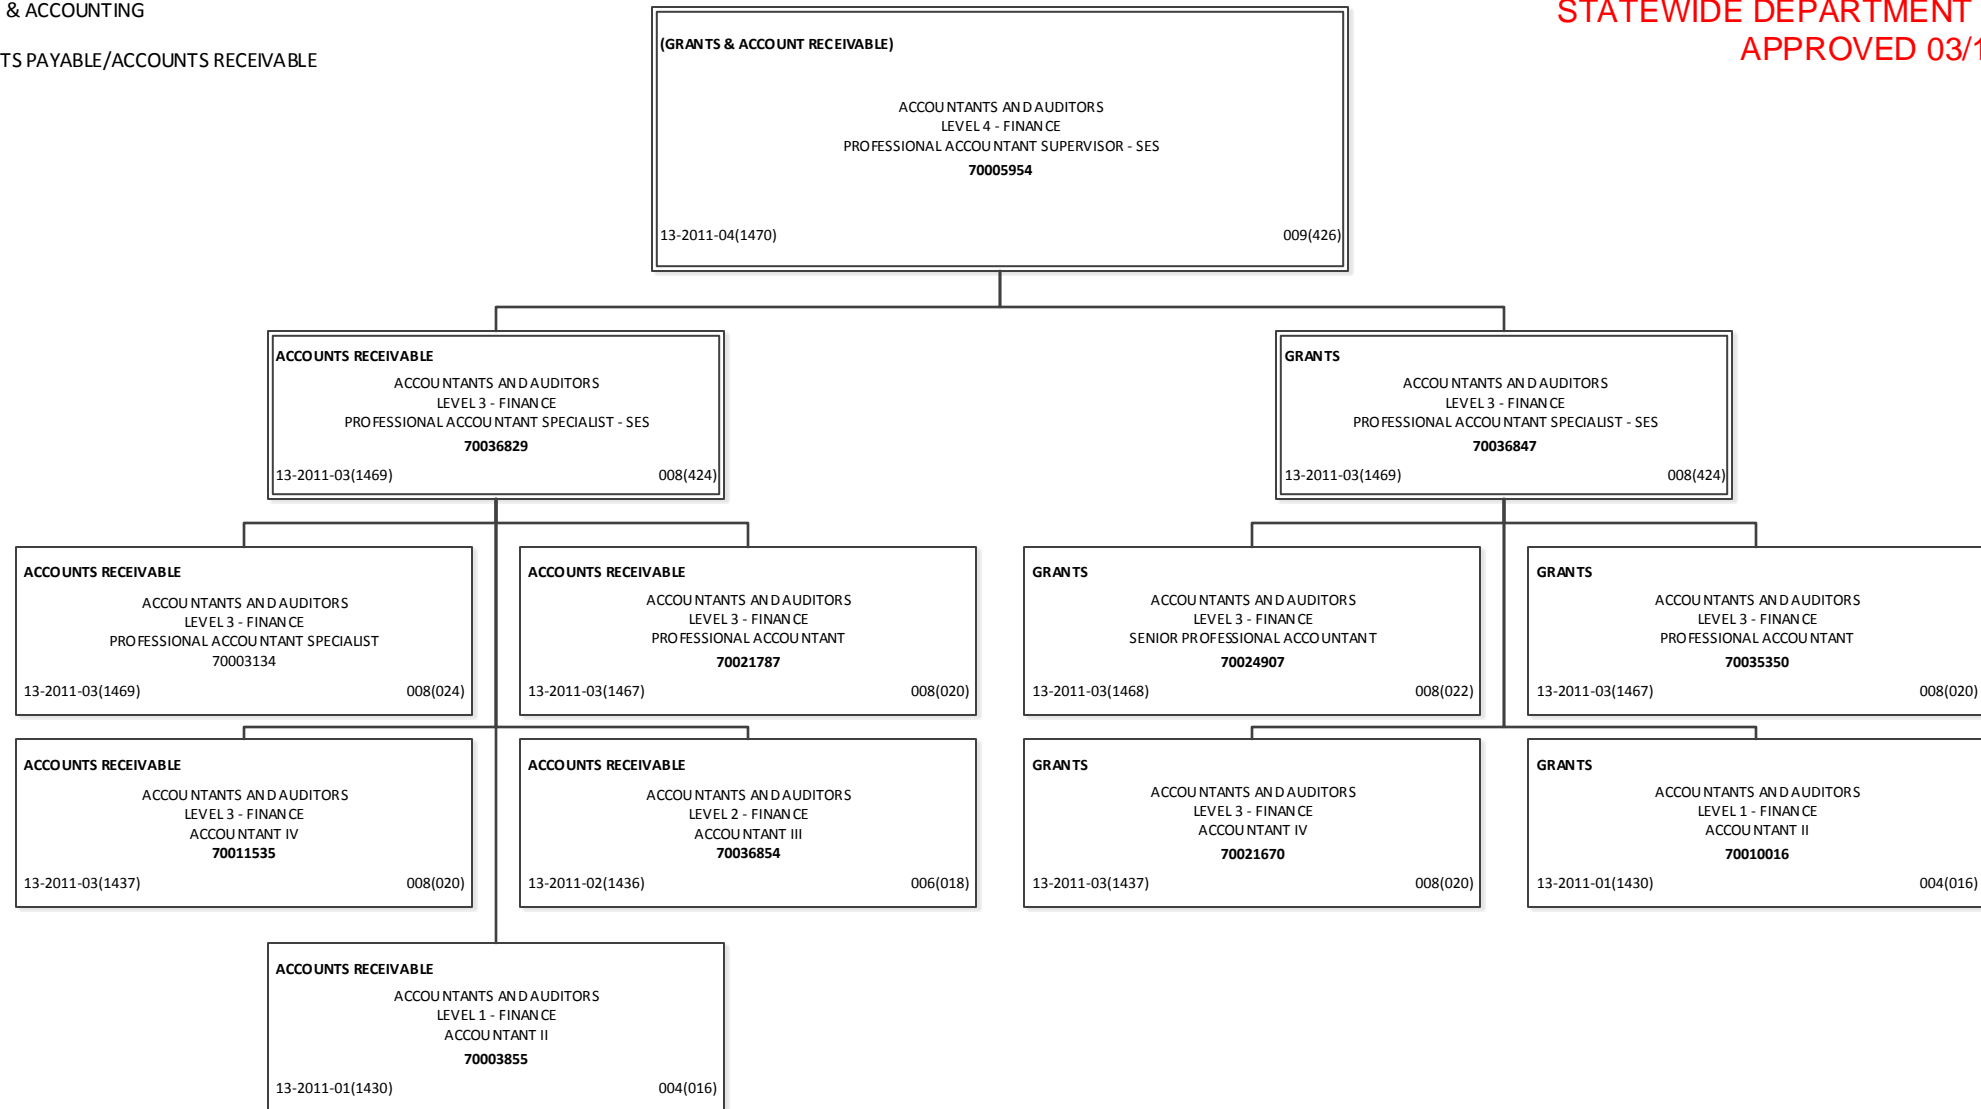 & ACCOUNTING
TS PAYABLE/ACCOUNTS RECEIVABLE
STATEWIDE DEPARTMENT
APPROVED 03/1
(GRANTS & ACCOUNT RECEIVABLE)
ACCOUNTANTS AND AUDITORS
LEVEL 4 - FINANCE
PROFESSIONAL ACCOUNTANT SUPERVISOR - SES
70005954
13-2011-04(1470) 009(426)
ACCOUNTS RECEIVABLE
ACCOUNTANTS AND AUDITORS
LEVEL 3 - FINANCE
PROFESSIONAL ACCOUNTANT SPECIALIST - SES
70036829
13-2011-03(1469) 008(424)
GRANTS
ACCOUNTANTS AND AUDITORS
LEVEL 3 - FINANCE
PROFESSIONAL ACCOUNTANT SPECIALIST - SES
70036847
13-2011-03(1469) 008(424)
ACCOUNTS RECEIVABLE
ACCOUNTANTS AND AUDITORS
LEVEL 3 - FINANCE
PROFESSIONAL ACCOUNTANT SPECIALIST
70003134
13-2011-03(1469) 008(024)
ACCOUNTS RECEIVABLE
ACCOUNTANTS AND AUDITORS
LEVEL 3 - FINANCE
PROFESSIONAL ACCOUNTANT
70021787
13-2011-03(1467) 008(020)
GRANTS
ACCOUNTANTS AND AUDITORS
LEVEL 3 - FINANCE
SENIOR PROFESSIONAL ACCOUNTANT
70024907
13-2011-03(1468) 008(022)
GRANTS
ACCOUNTANTS AND AUDITORS
LEVEL 3 - FINANCE
PROFESSIONAL ACCOUNTANT
70035350
13-2011-03(1467) 008(020)
ACCOUNTS RECEIVABLE
ACCOUNTANTS AND AUDITORS
LEVEL 3 - FINANCE
ACCOUNTANT IV
70011535
13-2011-03(1437) 008(020)
ACCOUNTS RECEIVABLE
ACCOUNTANTS AND AUDITORS
LEVEL 2 - FINANCE
ACCOUNTANT III
70036854
13-2011-02(1436) 006(018)
GRANTS
ACCOUNTANTS AND AUDITORS
LEVEL 3 - FINANCE
ACCOUNTANT IV
70021670
13-2011-03(1437) 008(020)
GRANTS
ACCOUNTANTS AND AUDITORS
LEVEL 1 - FINANCE
ACCOUNTANT II
70010016
13-2011-01(1430) 004(016)
ACCOUNTS RECEIVABLE
ACCOUNTANTS AND AUDITORS
LEVEL 1 - FINANCE
ACCOUNTANT II
70003855
13-2011-01(1430) 004(016)